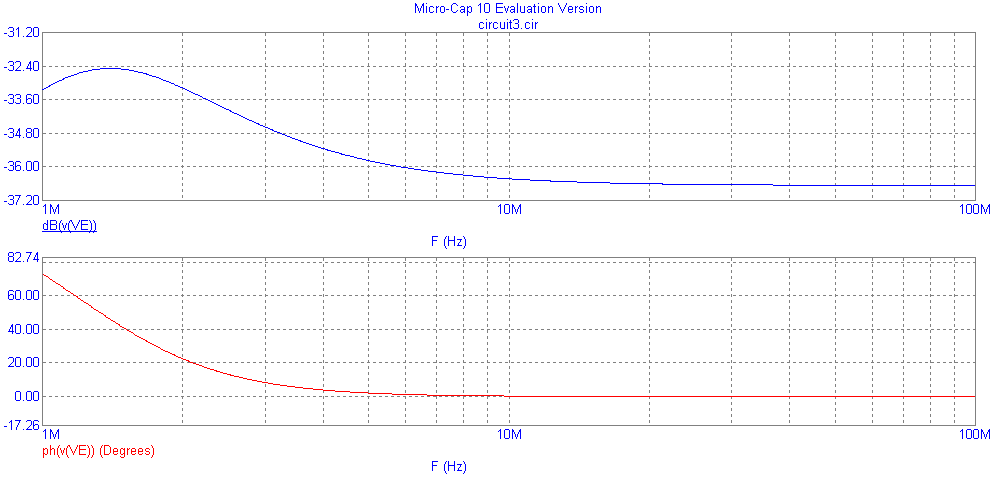 Micro-Cap 10 Evaluation Version
circuit3.cir
-31.20
-32.40
-33.60
-34.80
-36.00
-37.20
1M 10M 100M
dB(v(VE))
F (Hz)
82.74
60.00
40.00
20.00
0.00
-17.26
1M 10M 100M
ph(v(VE)) (Degrees)
F (Hz)